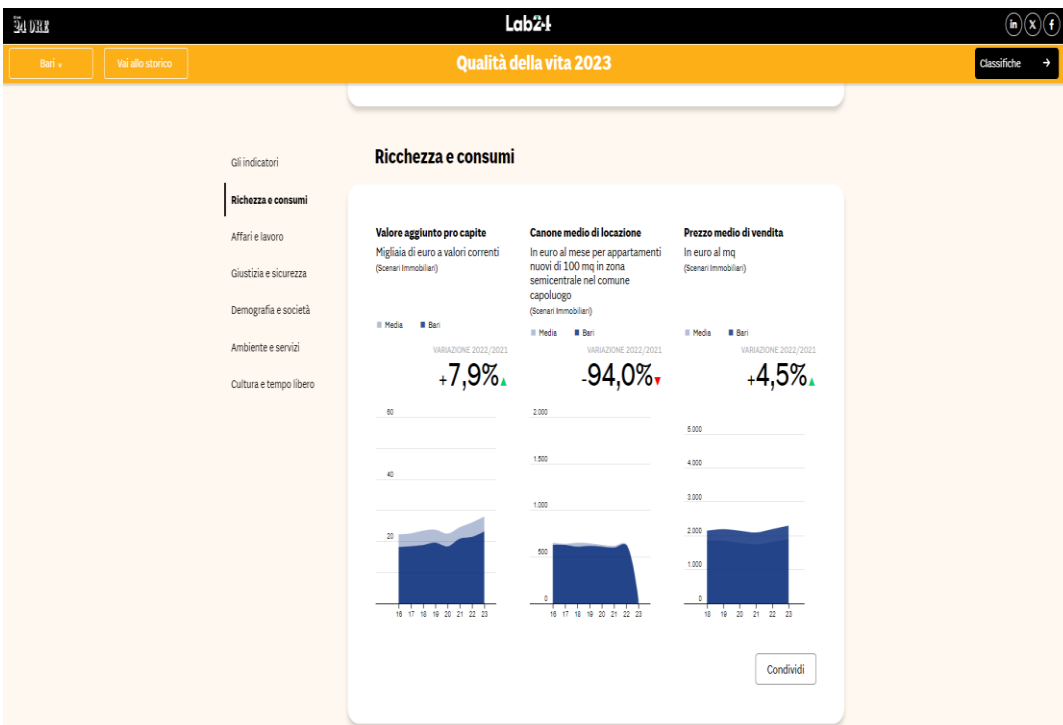 24 ORE
Lab24
in X f
Bari
Vai allo storico
Qualità della vita 2023
Classifiche →
Gli indicatori
Richezza e consumi
Affari e lavoro
Giustizia e sicurezza
Demografia e società
Ambiente e servizi
Cultura e tempo libero
Ricchezza e consumi
Valore aggiunto pro capite
Migliaia di euro a valori correnti
(Scenari Immobiliari)
Media Bari
VARIAZIONE 2022/2021
+7,9%
60
40
20
16 17 18 19 20 21 22 23
Canone medio di locazione
In euro al mese per appartamenti
nuovi di 100 mq in zona
semicentrale nel comune
capoluogo
(Scenari Immobiliari)
Media Bari
VARIAZIONE 2022/2021
-94,0%
2.000
1.500
1.000
500
0
16 17 18 19 20 21 22 23
Prezzo medio di vendita
In euro al mq
(Scenari Immobiliari)
Media Bari
VARIAZIONE 2022/2021
+4,5%
5.000
4.000
3.000
2.000
1.000
0
18 19 20 21 22 23
Condividi